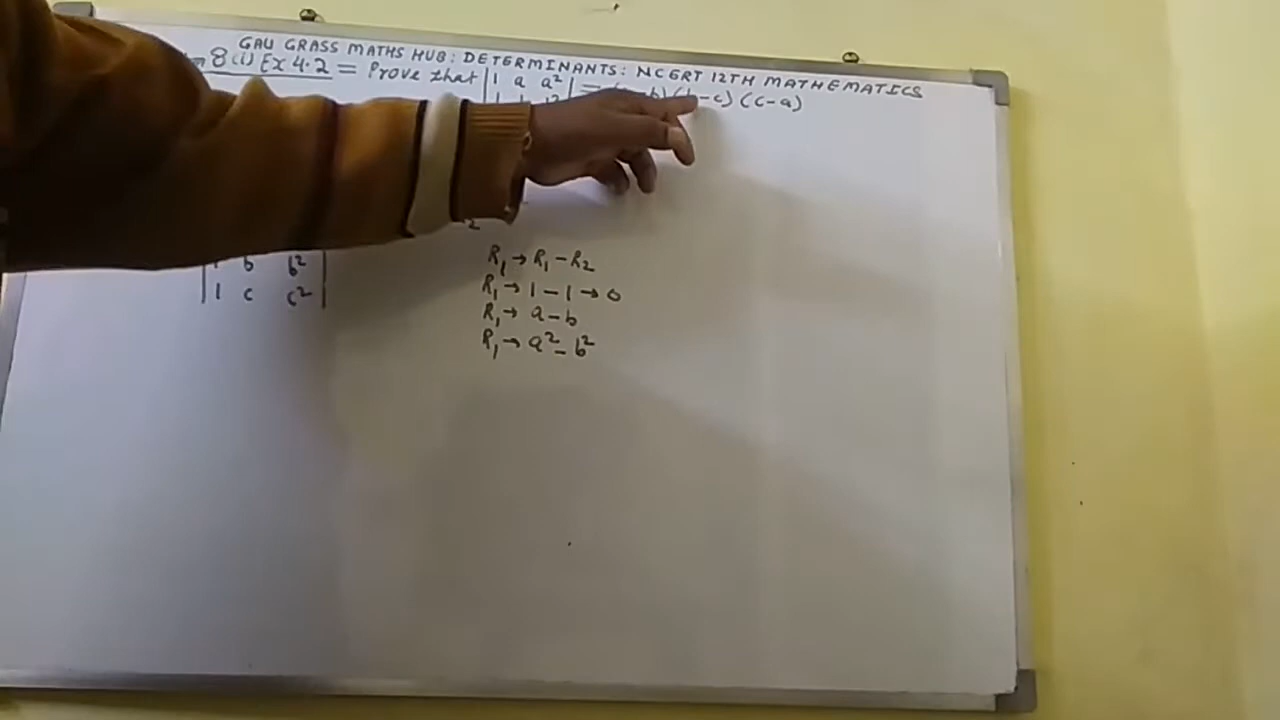 GAU GRASS MATHS HUB: DETERMINANTS: NCERT 12TH MATHEMATICS
8(i) Ex 4.2 = Prove that | 1 a a² | = b) (b-c) (c-a)
2
R₁ → R₁ - R₂
b b²
R₁ → 1 - 1 → 0
| 1 c c² |
R₁ → a - b
R₁ → a² - b²